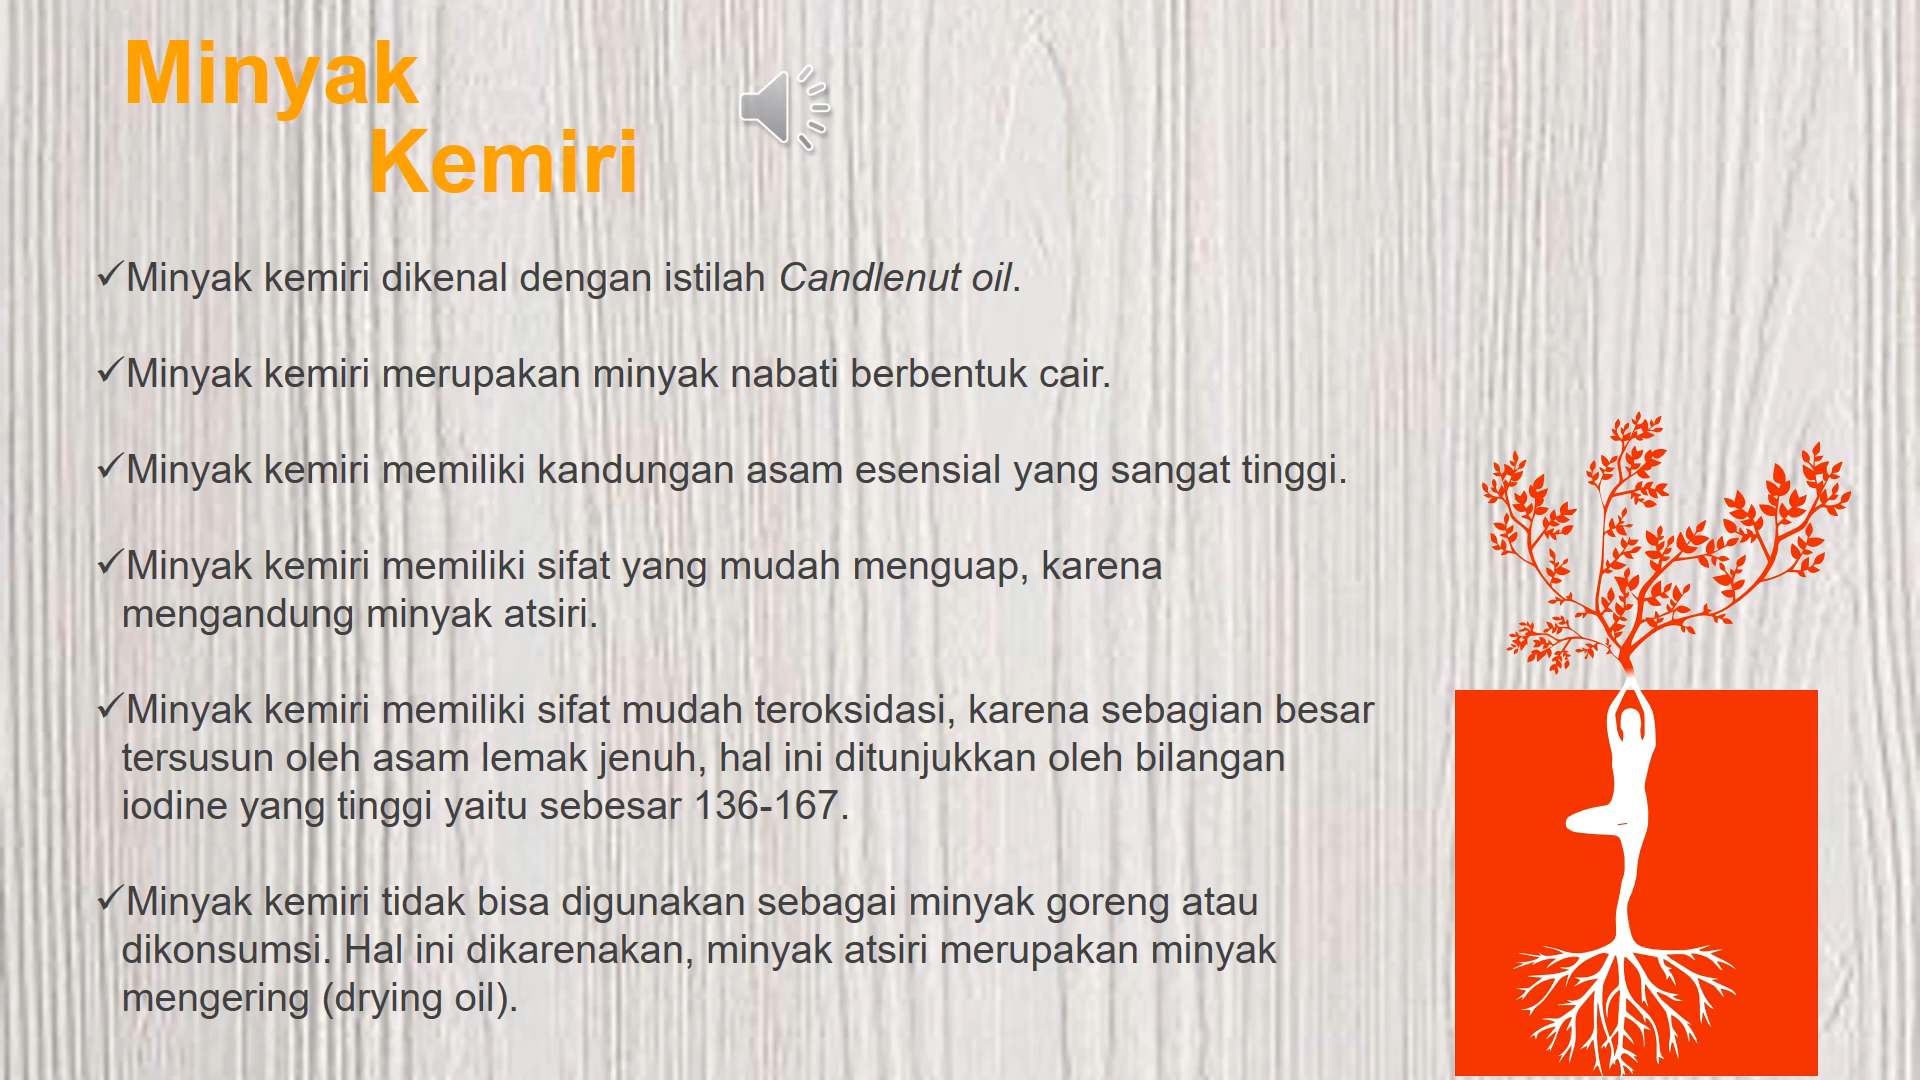 Minyak
Kemiri
✓Minyak kemiri dikenal dengan istilah Candlenut oil.
✓Minyak kemiri merupakan minyak nabati berbentuk cair.
✓Minyak kemiri memiliki kandungan asam esensial yang sangat tinggi.
✓Minyak kemiri memiliki sifat yang mudah menguap, karena
mengandung minyak atsiri.
✓Minyak kemiri memiliki sifat mudah teroksidasi, karena sebagian besar
tersusun oleh asam lemak jenuh, hal ini ditunjukkan oleh bilangan
iodine yang tinggi yaitu sebesar 136-167.
✓Minyak kemiri tidak bisa digunakan sebagai minyak goreng atau
dikonsumsi. Hal ini dikarenakan, minyak atsiri merupakan minyak
mengering (drying oil).